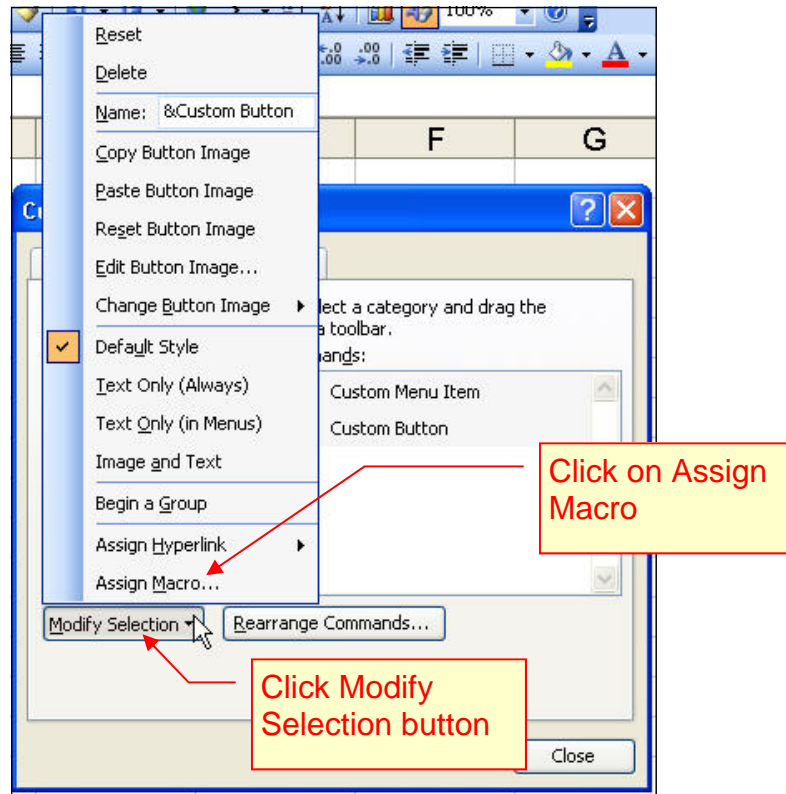 100%
Reset
Delete
Name: &Custom Button
F G
Copy Button Image
Paste Button Image
Reset Button Image
Edit Button Image...
Change Button Image
lect a category and drag the
a toolbar.
Default Style
ands:
Text Only (Always)
Custom Menu Item
Text Only (in Menus)
Custom Button
Image and Text
Click on Assign
Macro
Begin a Group
Assign Hyperlink
Assign Macro...
Modify Selection
Rearrange Commands...
Click Modify
Selection button
Close